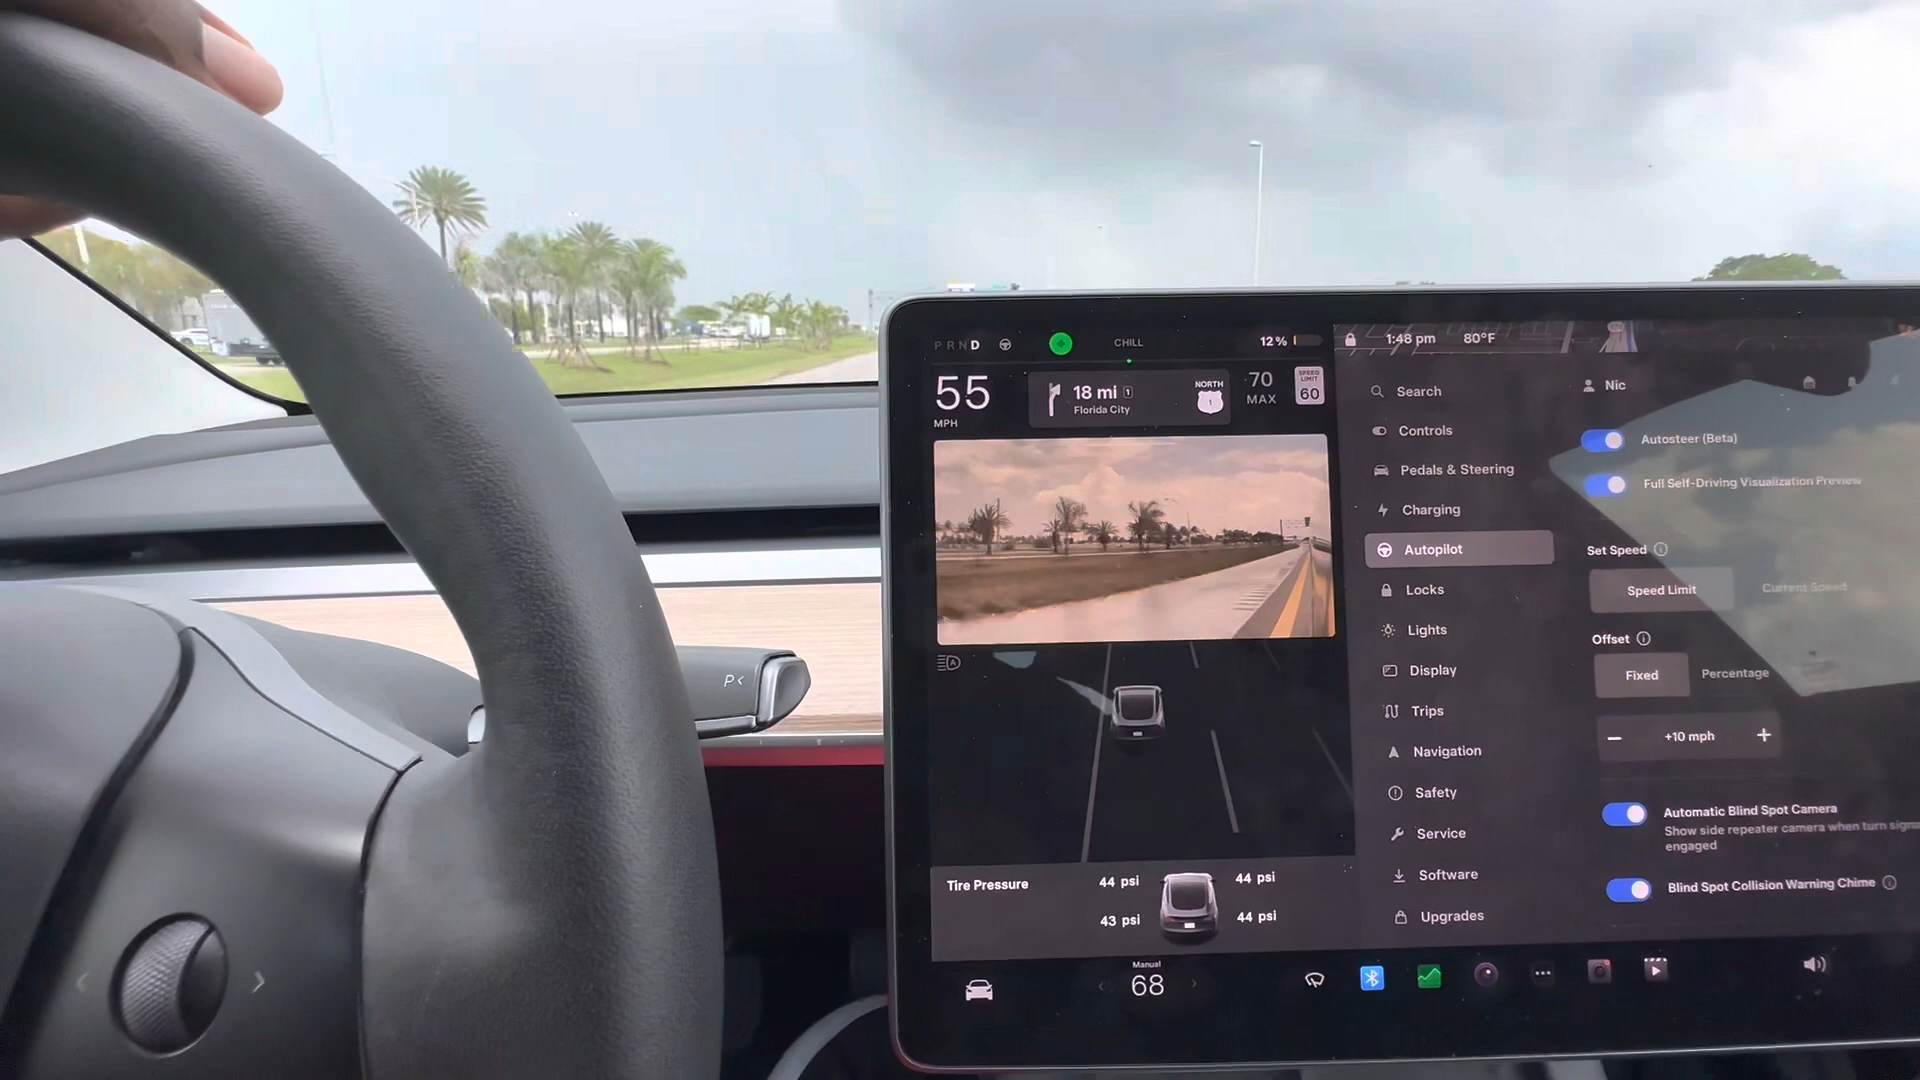 P<
P R N D
CHILL
12 %
1:48 pm
80°F
55
MPH
18 mi 1
Florida City
NORTH
1
70
MAX
SPEED
LIMIT
60
Tire Pressure
44 psi
44 psi
43 psi
44 psi
Search
Controls
Pedals & Steering
Charging
Autopilot
Locks
Lights
Display
Trips
Navigation
Safety
Service
Software
Upgrades
Nic
Autosteer (Beta)
Full Self-Driving Visualization Preview
Set Speed
Speed Limit
Current Speed
Offset
Fixed
Percentage
− +10 mph +
Automatic Blind Spot Camera
Show side repeater camera when turn signa
engaged
Blind Spot Collision Warning Chime
Manual
< 68 >